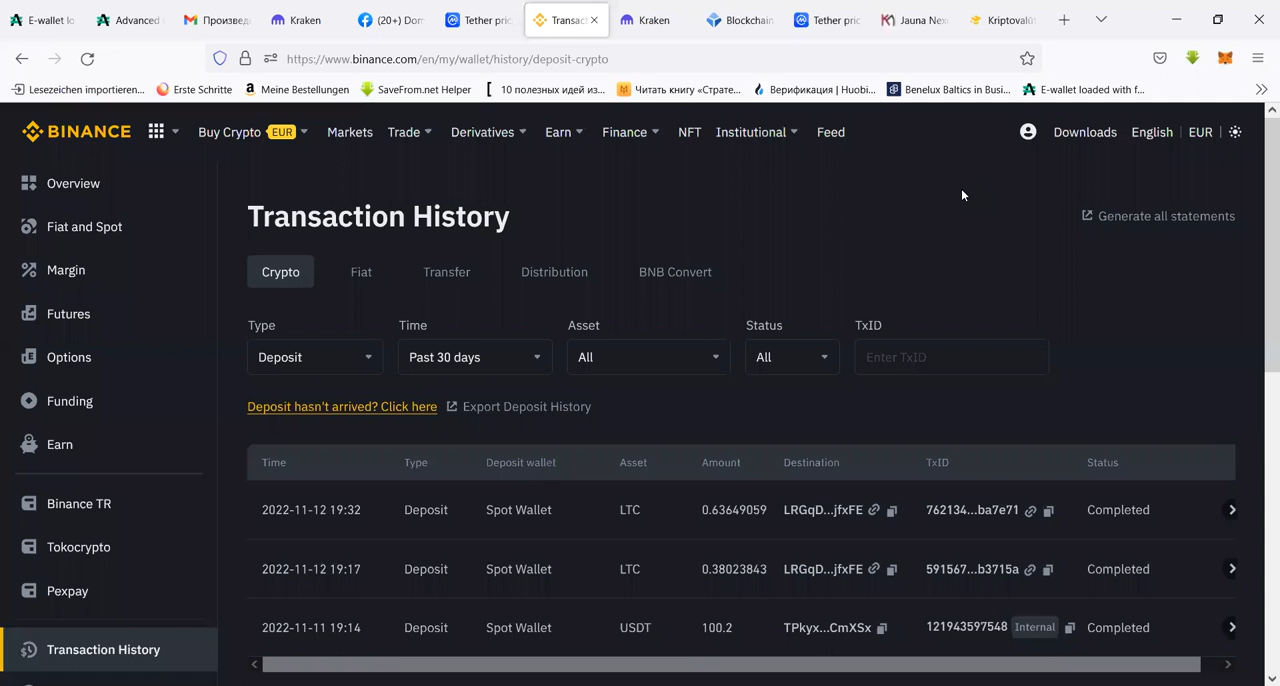 E-wallet lo Advanced Произвед Kraken (20+) Dom Tether pric Transac Kraken Blockchain Tether pric Jauna Nex Kriptovalū
https://www.binance.com/en/my/wallet/history/deposit-crypto
Lesezeichen importieren... Erste Schritte Meine Bestellungen SaveFrom.net Helper 10 полезных идей из... Читать книгу «Страте... Верификация | Huobi... Benelux Baltics in Busi... E-wallet loaded with f...
BINANCE Buy Crypto EUR Markets Trade Derivatives Earn Finance NFT Institutional Feed Downloads English EUR
Overview
Fiat and Spot
Margin
Futures
Options
Funding
Earn
Binance TR
Tokocrypto
Pexpay
Transaction History
Transaction History
Generate all statements
Crypto Fiat Transfer Distribution BNB Convert
Type Time Asset Status TxID
Deposit Past 30 days All All Enter TxID
Deposit hasn't arrived? Click here Export Deposit History
Time Type Deposit wallet Asset Amount Destination TxID Status
2022-11-12 19:32 Deposit Spot Wallet LTC 0.63649059 LRGqD...jfxFE 762134...ba7e71 Completed
2022-11-12 19:17 Deposit Spot Wallet LTC 0.38023843 LRGqD...jfxFE 591567...b3715a Completed
2022-11-11 19:14 Deposit Spot Wallet USDT 100.2 TPkyx...CmXSx 121943597548 Internal Completed